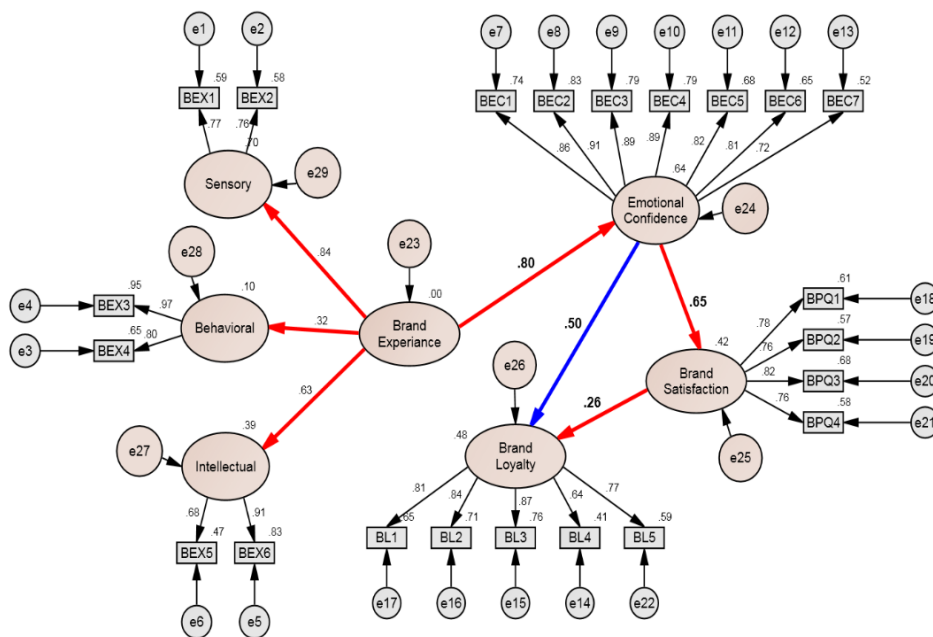 e1
e2
.59
.58
BEX1
BEX2
.77
.76
.70
Sensory
e29
e7
e8
e9
e10
e11
e12
e13
.74
.83
.79
.79
.68
.65
.52
BEC1
BEC2
BEC3
BEC4
BEC5
BEC6
BEC7
.86
.91
.89
.89
.82
.81
.72
.64
Emotional
Confidence
e24
e28
e23
.84
.80
.95
.10
.00
e4
BEX3
.97
Behavioral
.32
Brand
Experiance
.65
.80
e3
BEX4
.63
.50
.65
e26
.61
BPQ1
e18
.78
.57
BPQ2
e19
.76
.42
.68
Brand
Satisfaction
.82
BPQ3
e20
.76
.58
BPQ4
e21
.26
e25
.39
e27
Intellectual
.48
Brand
Loyalty
.68
.91
.47
.83
BEX5
BEX6
e6
e5
.81
.84
.87
.64
.77
.65
.71
.76
.41
.59
BL1
BL2
BL3
BL4
BL5
e17
e16
e15
e14
e22